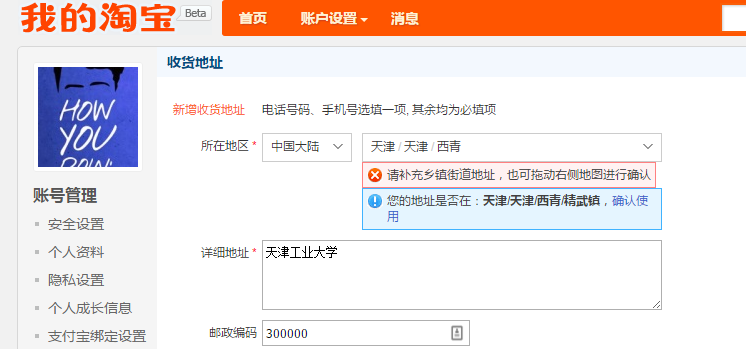 我的淘宝 Beta 首页 账户设置 消息
收货地址
新增收货地址 电话号码、手机号选填一项, 其余均为必填项
所在地区* 中国大陆 天津 / 天津 / 西青
请补充乡镇街道地址，也可拖动右侧地图进行确认
您的地址是否在：天津/天津/西青/精武镇，确认使
用
HOW
YOU
DOIN'
账号管理
安全设置
个人资料
隐私设置
个人成长信息
支付宝绑定设置
详细地址* 天津工业大学
邮政编码 300000